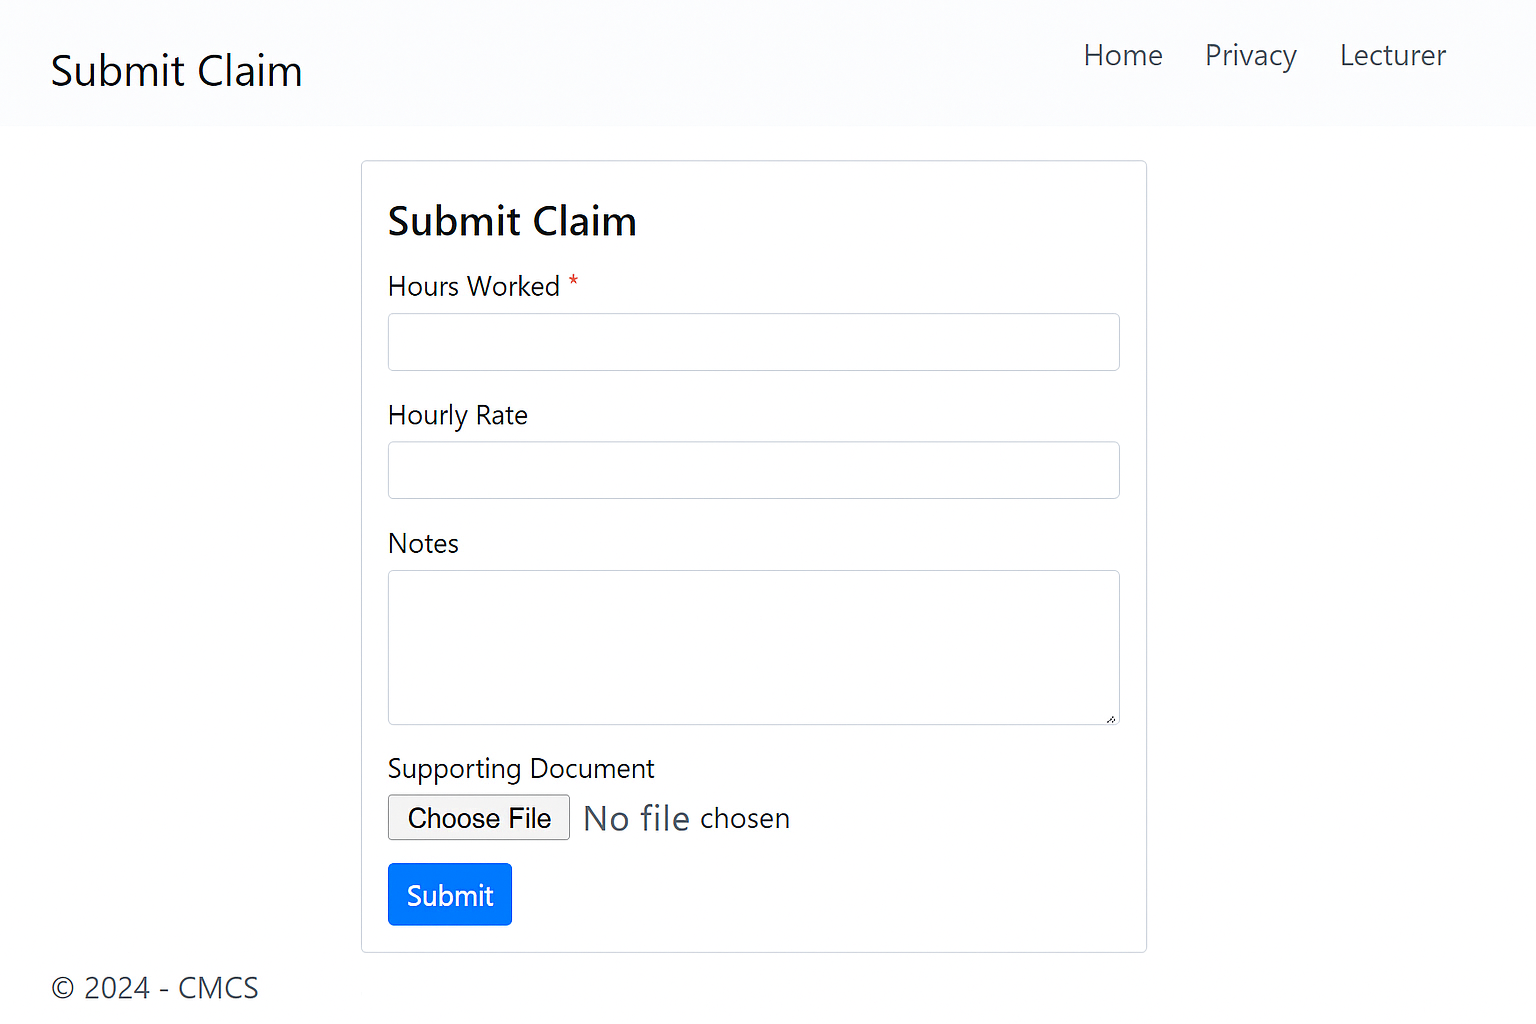 Submit Claim
Home Privacy Lecturer
Submit Claim
Hours Worked *
Hourly Rate
Notes
Supporting Document
Choose File No file chosen
Submit
© 2024 - CMCS